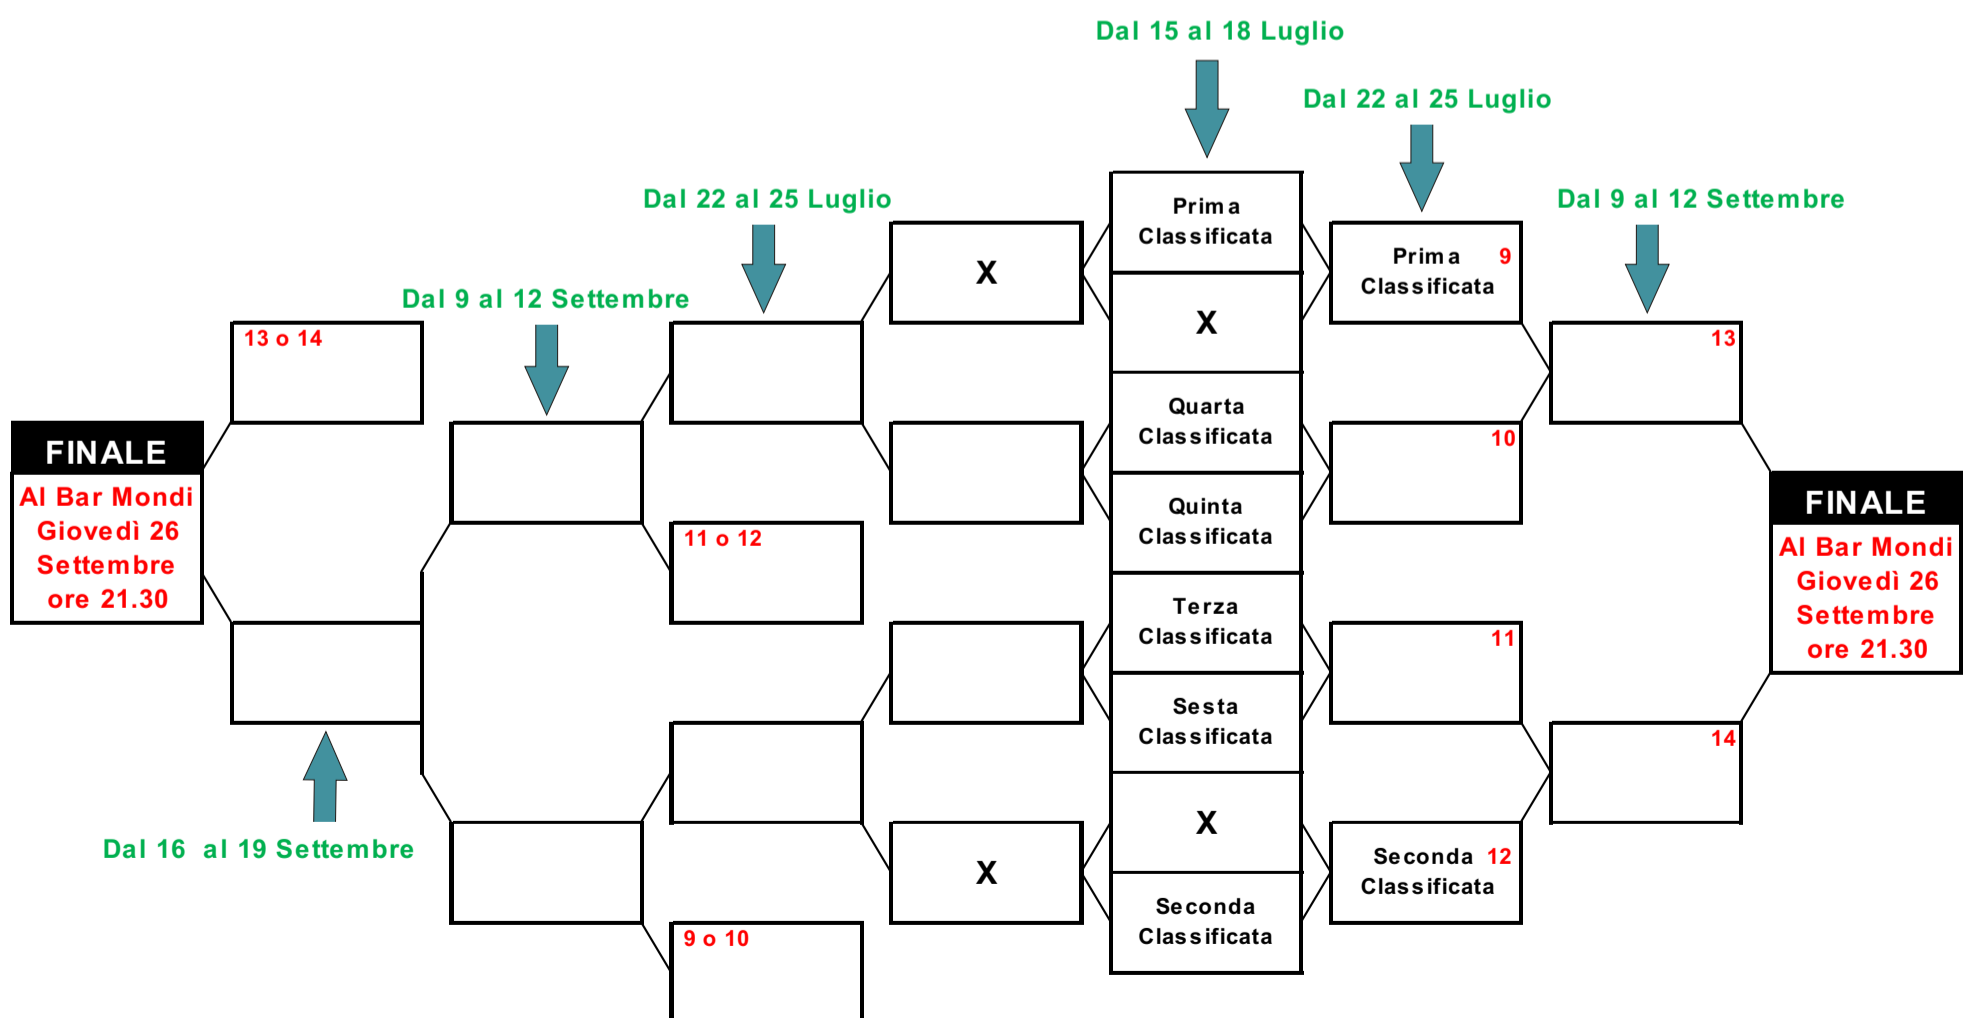 Dal 15 al 18 Luglio
Dal 22 al 25 Luglio
Dal 22 al 25 Luglio
Dal 9 al 12 Settembre
Dal 9 al 12 Settembre
Prima
Classificata
X
Quarta
Classificata
Quinta
Classificata
Terza
Classificata
Sesta
Classificata
X
Seconda
Classificata
X
X
13 o 14
11 o 12
9 o 10
FINALE
Al Bar Mondi
Giovedì 26
Settembre
ore 21.30
Dal 16 al 19 Settembre
Prima 9
Classificata
10
11
Seconda 12
Classificata
13
14
FINALE
Al Bar Mondi
Giovedì 26
Settembre
ore 21.30